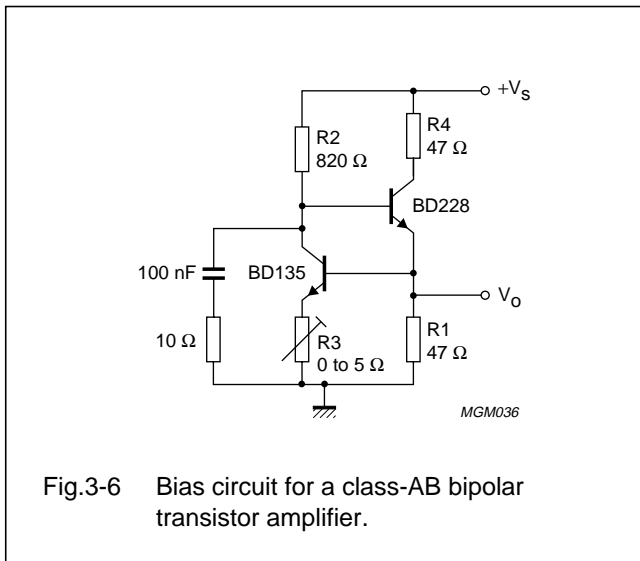 +Vs
R4
47 Ω
R2
820 Ω
BD228
100 nF
BD135
Vo
10 Ω
R3
0 to 5 Ω
R1
47 Ω
MGM036
Fig.3-6 Bias circuit for a class-AB bipolar
transistor amplifier.